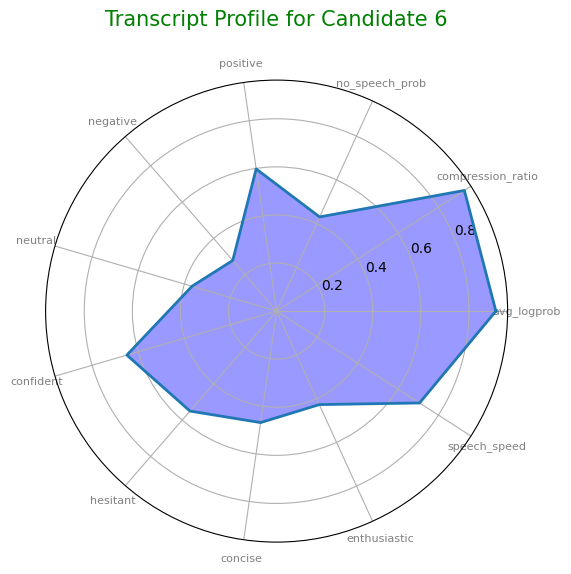 Transcript Profile for Candidate 6
positive
no_speech_prob
negative
compression_ratio
0.8
neutral
0.6
0.4
0.2
avg_logprob
confident
speech_speed
hesitant
enthusiastic
concise